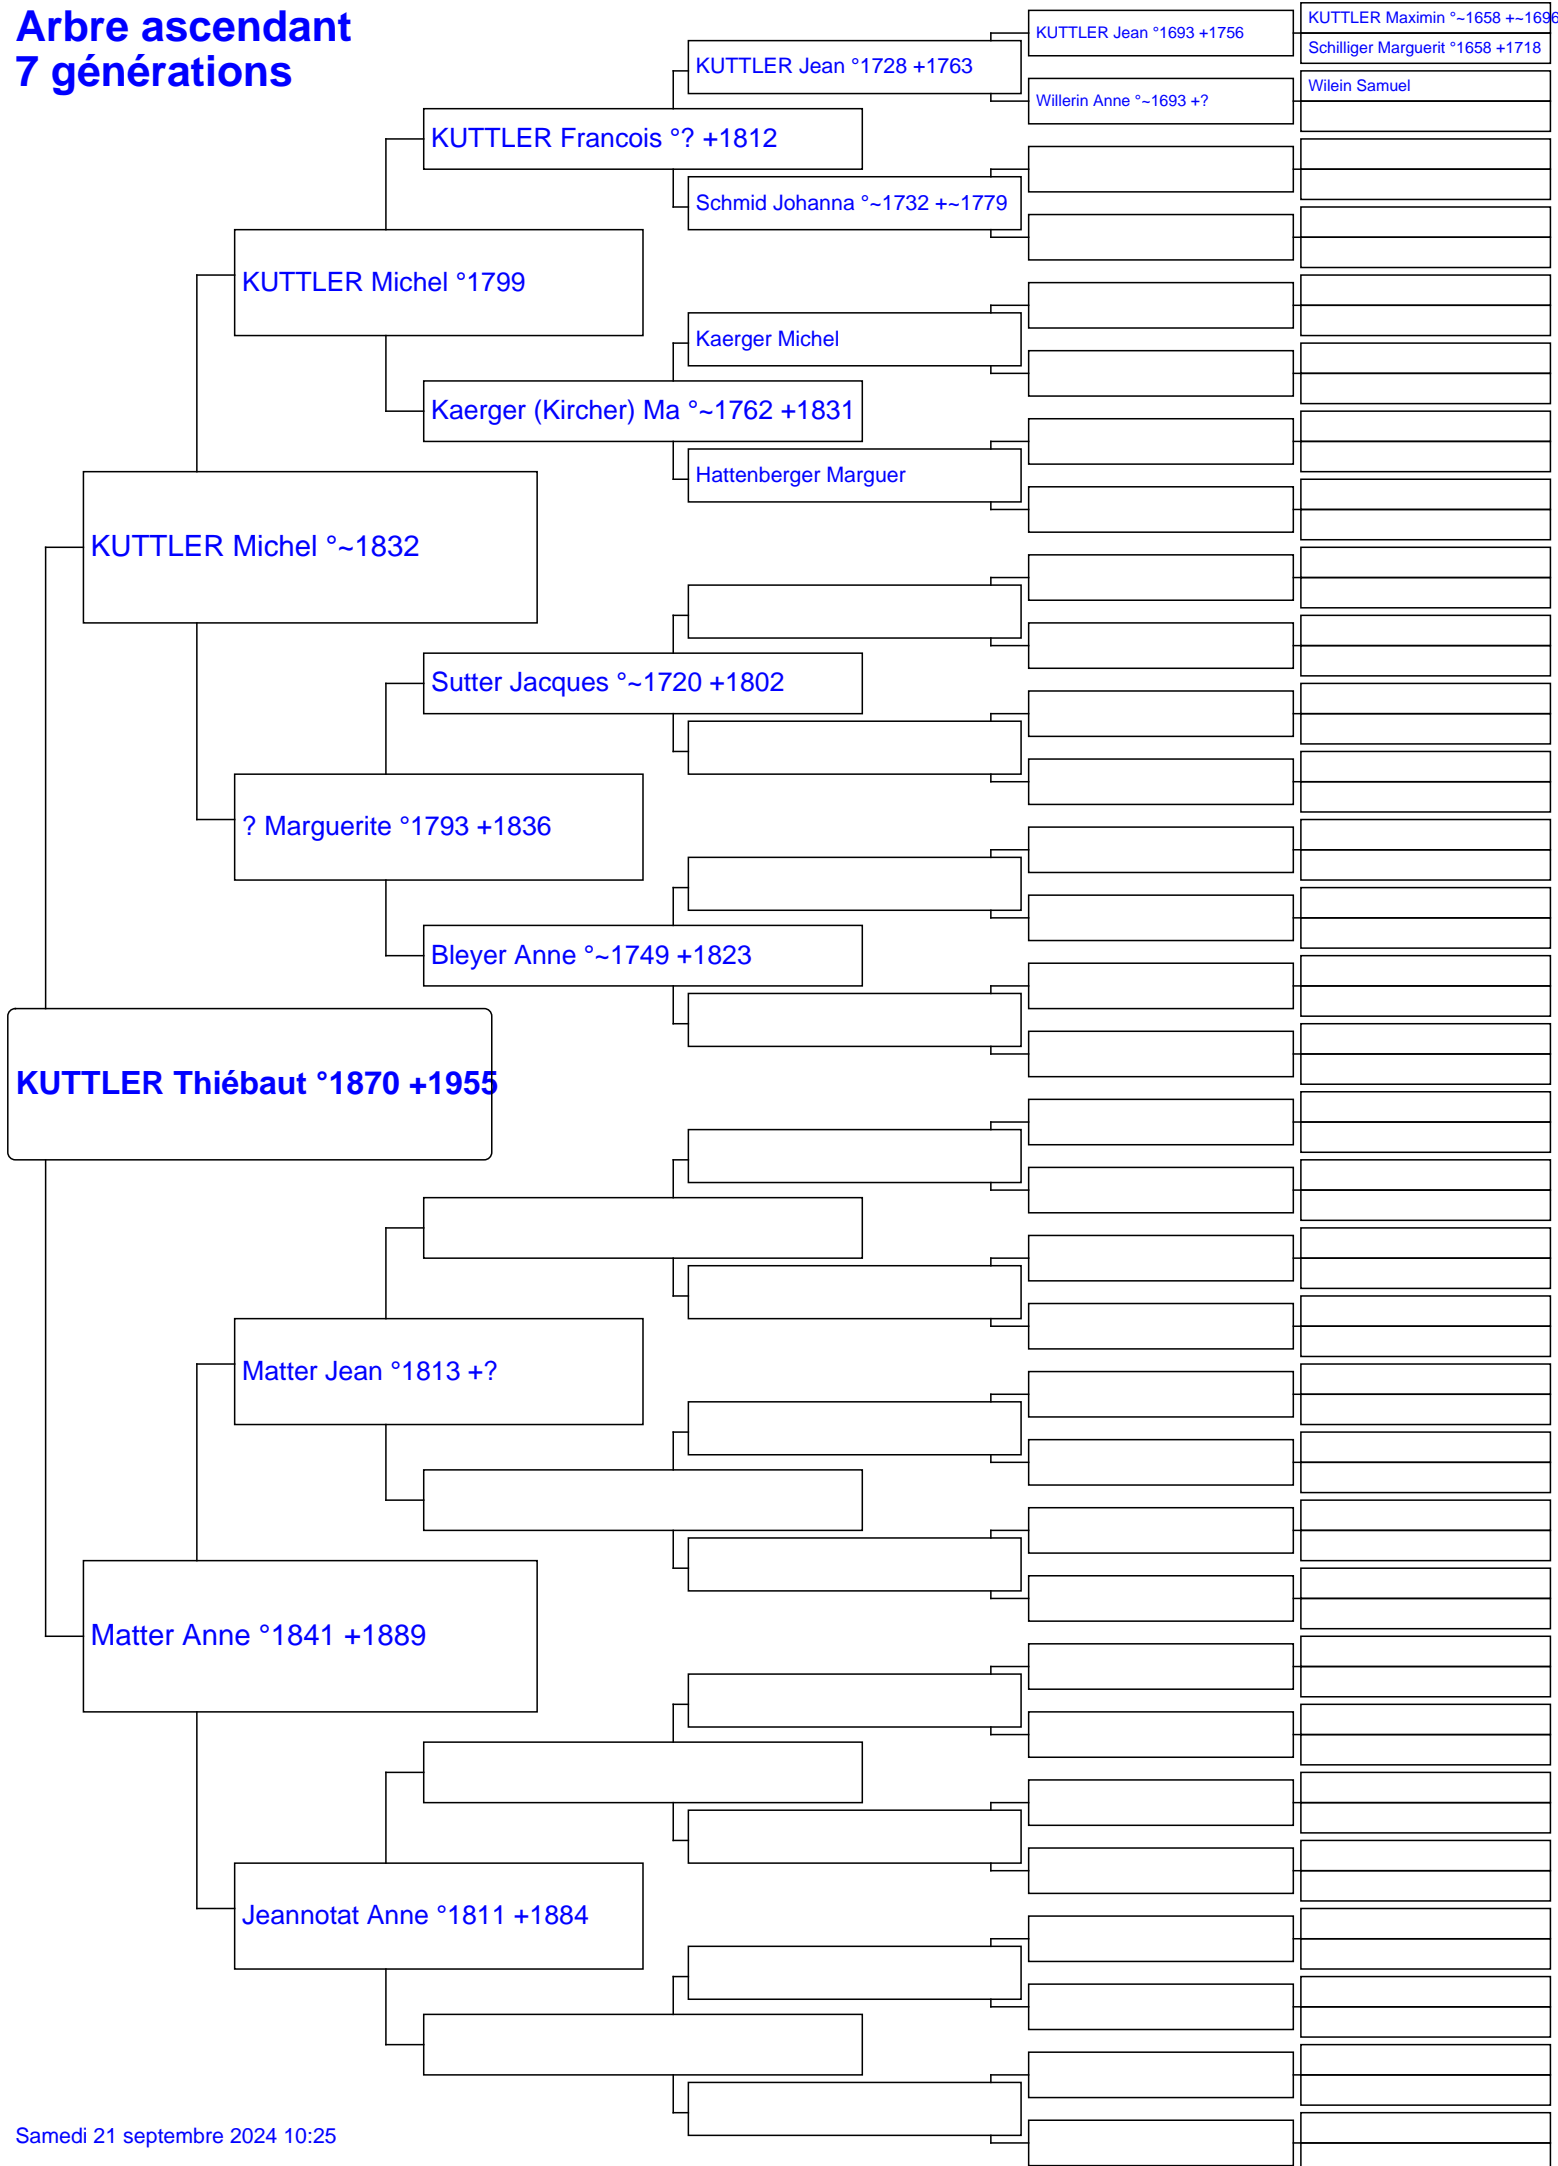 Arbre ascendant
7 générations
KUTTLER Maximin °~1658 +~1696
KUTTLER Jean °1693 +1756
Schilliger Marguerit °1658 +1718
KUTTLER Jean °1728 +1763
Wilein Samuel
Willerin Anne °~1693 +?
KUTTLER Francois °? +1812
Schmid Johanna °~1732 +~1779
KUTTLER Michel °1799
Kaerger Michel
Kaerger (Kircher) Ma °~1762 +1831
Hattenberger Marguer
KUTTLER Michel °~1832
Sutter Jacques °~1720 +1802
? Marguerite °1793 +1836
Bleyer Anne °~1749 +1823
KUTTLER Thiébaut °1870 +1955
Matter Jean °1813 +?
Matter Anne °1841 +1889
Jeannotat Anne °1811 +1884
Samedi 21 septembre 2024 10:25